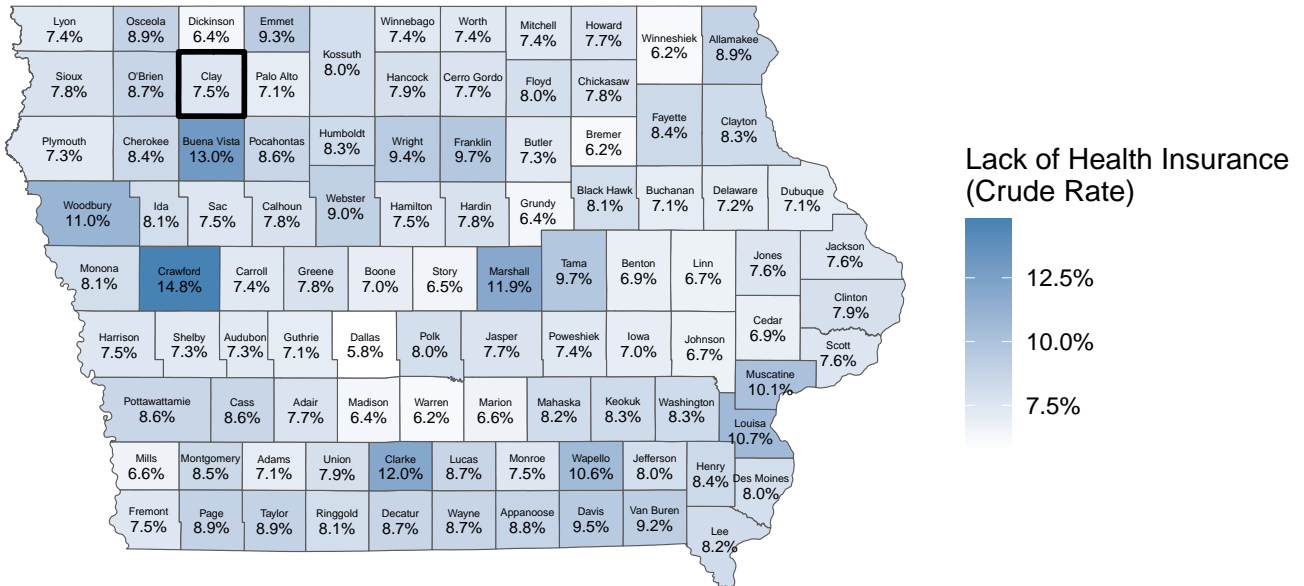 Lyon
7.4%
Osceola
8.9%
Dickinson
6.4%
Emmet
9.3%
Kossuth
8.0%
Winnebago
7.4%
Worth
7.4%
Mitchell
7.4%
Howard
7.7%
Winneshiek
6.2%
Allamakee
8.9%
Sioux
7.8%
O'Brien
8.7%
Clay
7.5%
Palo Alto
7.1%
Hancock
7.9%
Cerro Gordo
7.7%
Floyd
8.0%
Chickasaw
7.8%
Fayette
8.4%
Clayton
8.3%
Plymouth
7.3%
Cherokee
8.4%
Buena Vista
13.0%
Pocahontas
8.6%
Humboldt
8.3%
Wright
9.4%
Franklin
9.7%
Butler
7.3%
Bremer
6.2%
Woodbury
11.0%
Ida
8.1%
Sac
7.5%
Calhoun
7.8%
Webster
9.0%
Hamilton
7.5%
Hardin
7.8%
Grundy
6.4%
Black Hawk
8.1%
Buchanan
7.1%
Delaware
7.2%
Dubuque
7.1%
Monona
8.1%
Crawford
14.8%
Carroll
7.4%
Greene
7.8%
Boone
7.0%
Story
6.5%
Marshall
11.9%
Tama
9.7%
Benton
6.9%
Linn
6.7%
Jones
7.6%
Jackson
7.6%
Clinton
7.9%
Harrison
7.5%
Shelby
7.3%
Audubon
7.3%
Guthrie
7.1%
Dallas
5.8%
Polk
8.0%
Jasper
7.7%
Poweshiek
7.4%
Iowa
7.0%
Johnson
6.7%
Cedar
6.9%
Scott
7.6%
Muscatine
10.1%
Pottawattamie
8.6%
Cass
8.6%
Adair
7.7%
Madison
6.4%
Warren
6.2%
Marion
6.6%
Mahaska
8.2%
Keokuk
8.3%
Washington
8.3%
Louisa
10.7%
Mills
6.6%
Montgomery
8.5%
Adams
7.1%
Union
7.9%
Clarke
12.0%
Lucas
8.7%
Monroe
7.5%
Wapello
10.6%
Jefferson
8.0%
Henry
8.4%
Des Moines
8.0%
Fremont
7.5%
Page
8.9%
Taylor
8.9%
Ringgold
8.1%
Decatur
8.7%
Wayne
8.7%
Appanoose
8.8%
Davis
9.5%
Van Buren
9.2%
Lee
8.2%
Lack of Health Insurance
(Crude Rate)
12.5%
10.0%
7.5%